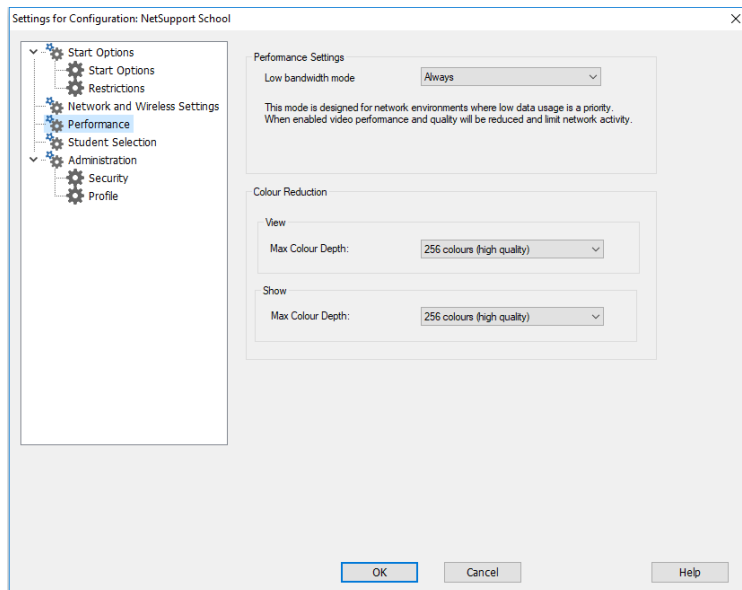 Settings for Configuration: NetSupport School
Start Options
Start Options
Restrictions
Network and Wireless Settings
Performance
Student Selection
Administration
Security
Profile
Performance Settings
Low bandwidth mode
Always
This mode is designed for network environments where low data usage is a priority.
When enabled video performance and quality will be reduced and limit network activity.
Colour Reduction
View
Max Colour Depth:
256 colours (high quality)
Show
Max Colour Depth:
256 colours (high quality)
OK
Cancel
Help